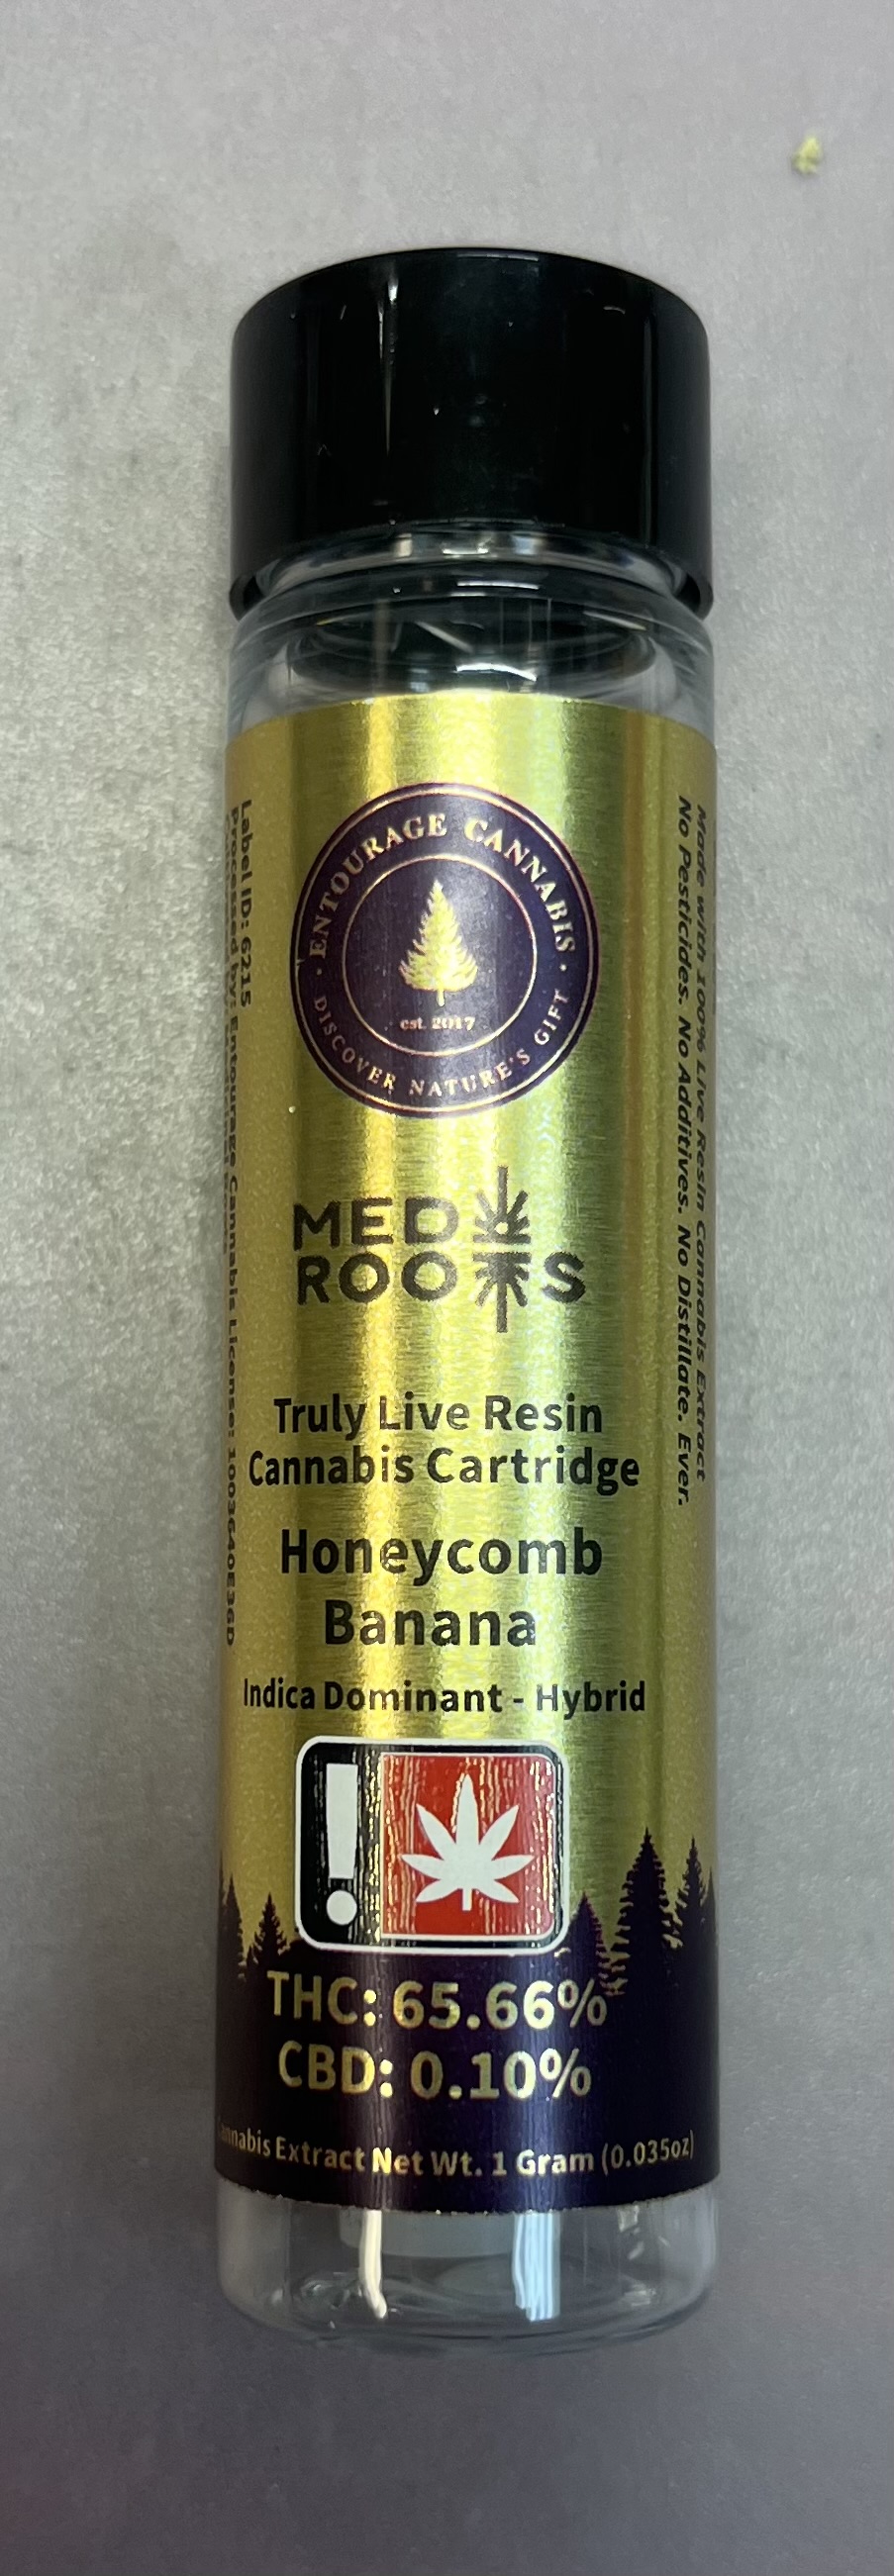 ENTOURAGE CANNABIS
est. 2017
DISCOVER NATURE'S GIFT
MED
ROOTS
Truly Live Resin
Cannabis Cartridge
Honeycomb
Banana
Indica Dominant - Hybrid
!
THC: 65.66%
CBD: 0.10%
Cannabis Extract Net Wt. 1 Gram (0.035oz)
Label ID: 6215
Processed by: Entourage Cannabis License: 1003640E36D
Made with 100% Live Resin Cannabis Extract
No Pesticides. No Additives. No Distillate. Ever.